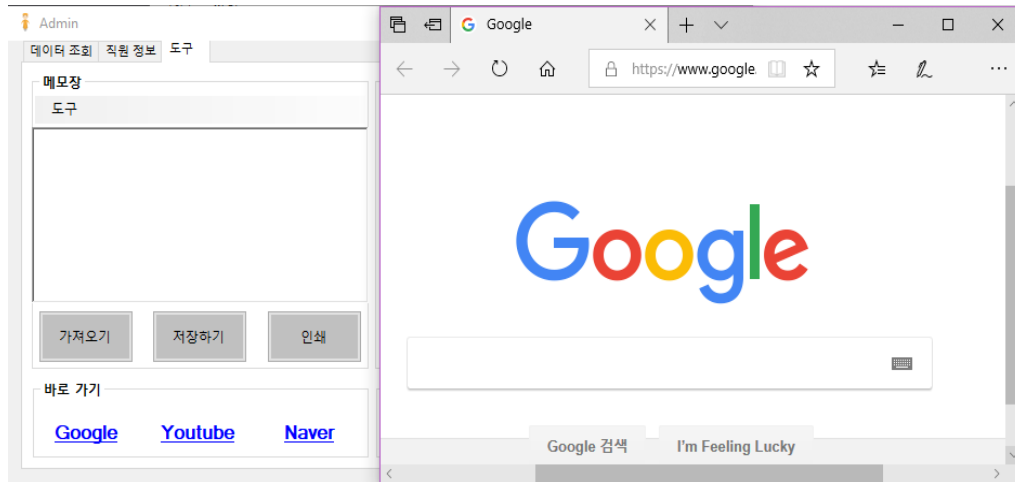 Admin
데이터 조회 직원 정보 도구
메모장
도구
가져오기 저장하기 인쇄
바로 가기
Google Youtube Naver
Google
https://www.google.
Google
Google 검색 I'm Feeling Lucky